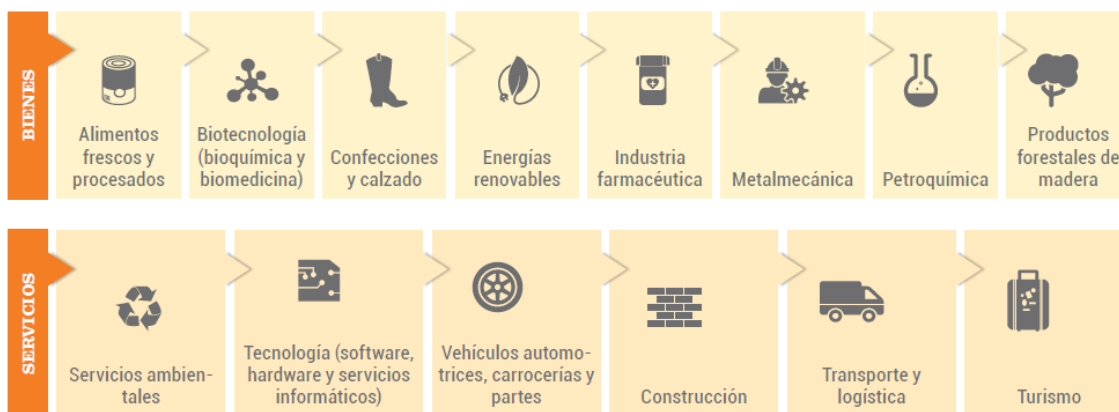 BIENES
Alimentos
frescos y
procesados
Biotecnología
(bioquímica y
biomedicina)
Confecciones
y calzado
Energías
renovables
Industria
farmacéutica
Metalmecánica
Petroquímica
Productos
forestales de
madera
SERVICIOS
Servicios ambien-
tales
Tecnología (software,
hardware y servicios
informáticos)
Vehículos automo-
trices, carrocerías y
partes
Construcción
Transporte y
logística
Turismo